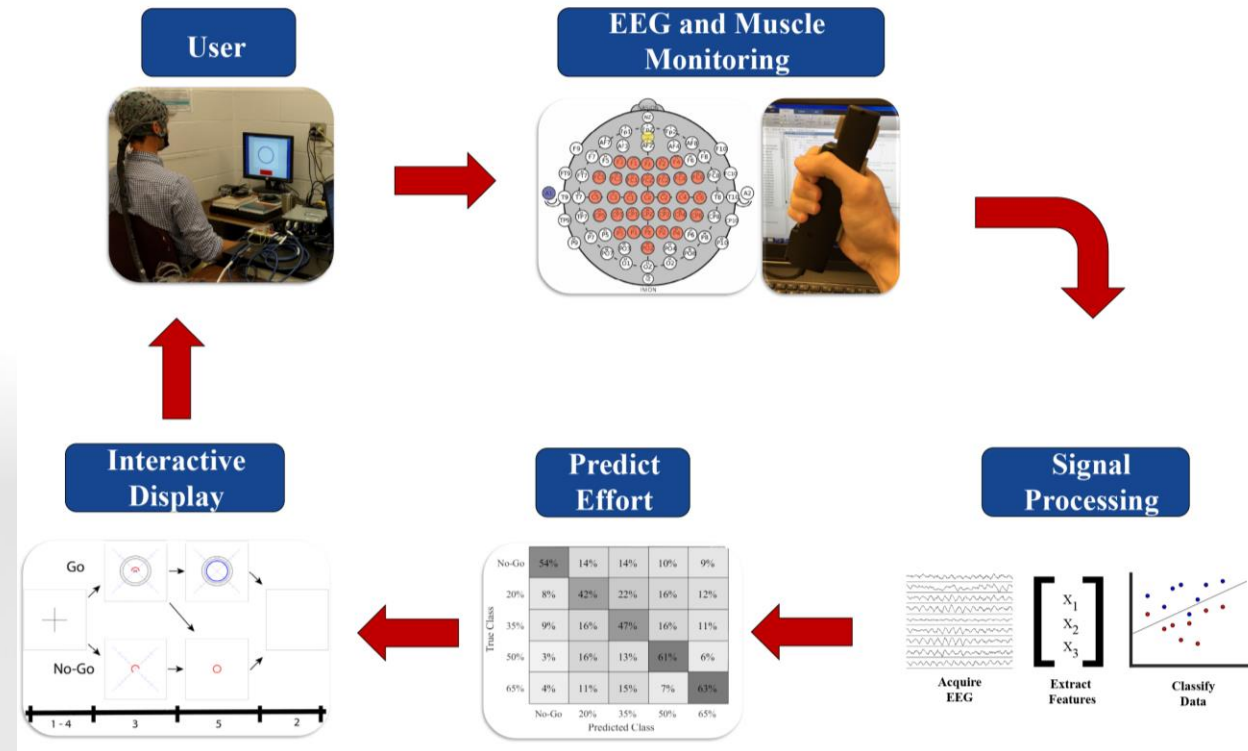 User
EEG and Muscle
Monitoring
INION
Interactive
Display
Predict
Effort
Signal
Processing
Go
No-Go
1 - 4 3 5 2
True Class
No-Go 54% 14% 14% 10% 9%
20% 8% 42% 22% 16% 12%
35% 9% 16% 47% 16% 11%
50% 3% 16% 13% 61% 6%
65% 4% 11% 15% 7% 63%
No-Go 20% 35% 50% 65%
Predicted Class
X1
X2
X3
Acquire
EEG
Extract
Features
Classify
Data